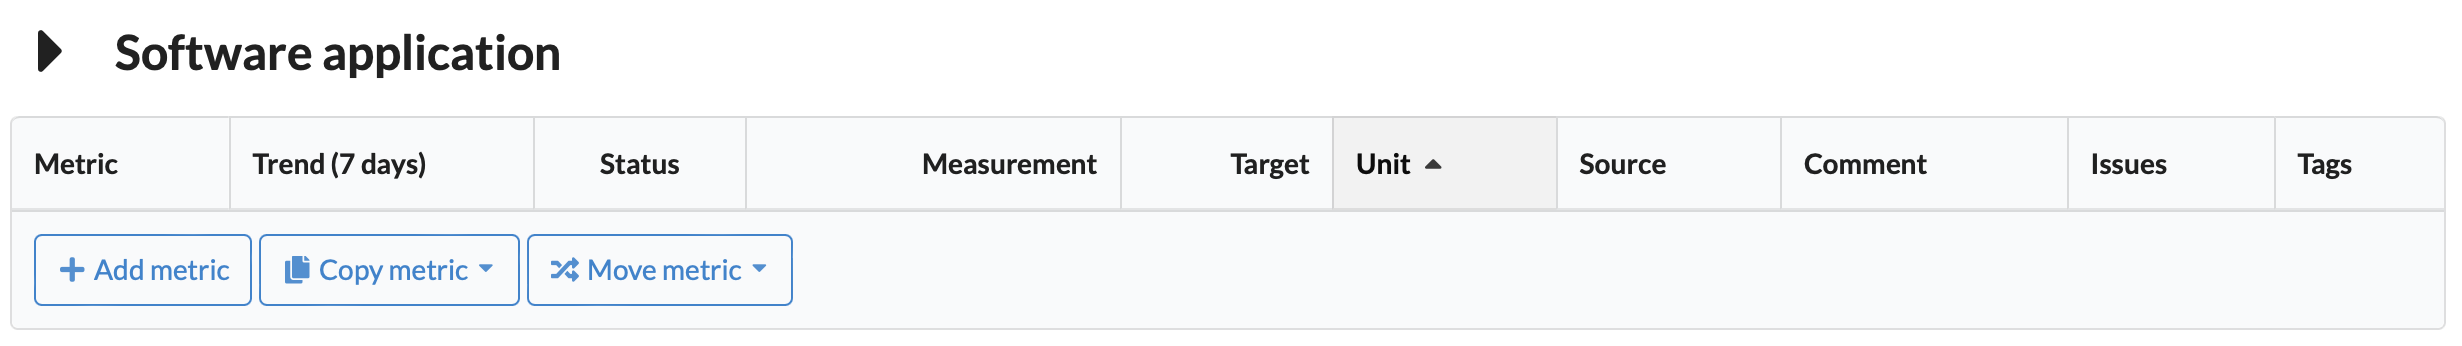 Software application
Metric Trend (7 days) Status Measurement Target Unit Source Comment Issues Tags
Add metric Copy metric Move metric